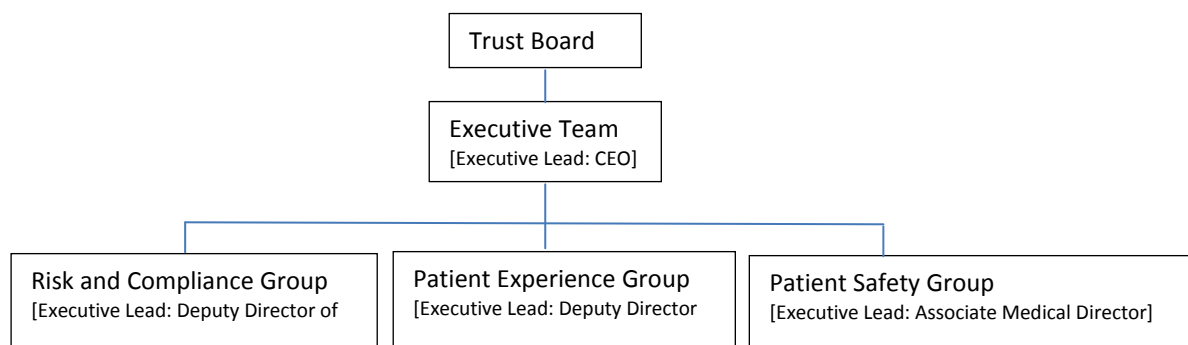 Trust Board
Executive Team
[Executive Lead: CEO]
Risk and Compliance Group
[Executive Lead: Deputy Director of
Patient Experience Group
[Executive Lead: Deputy Director
Patient Safety Group
[Executive Lead: Associate Medical Director]